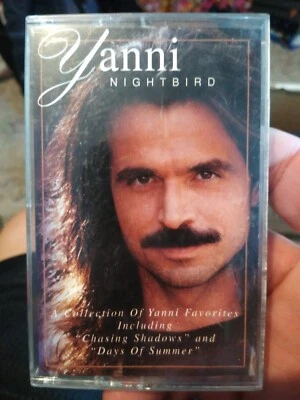 Yanni
NIGHTBIRD
A Collection Of Yanni Favorites
Including
"Chasing Shadows" and
"Days Of Summer"